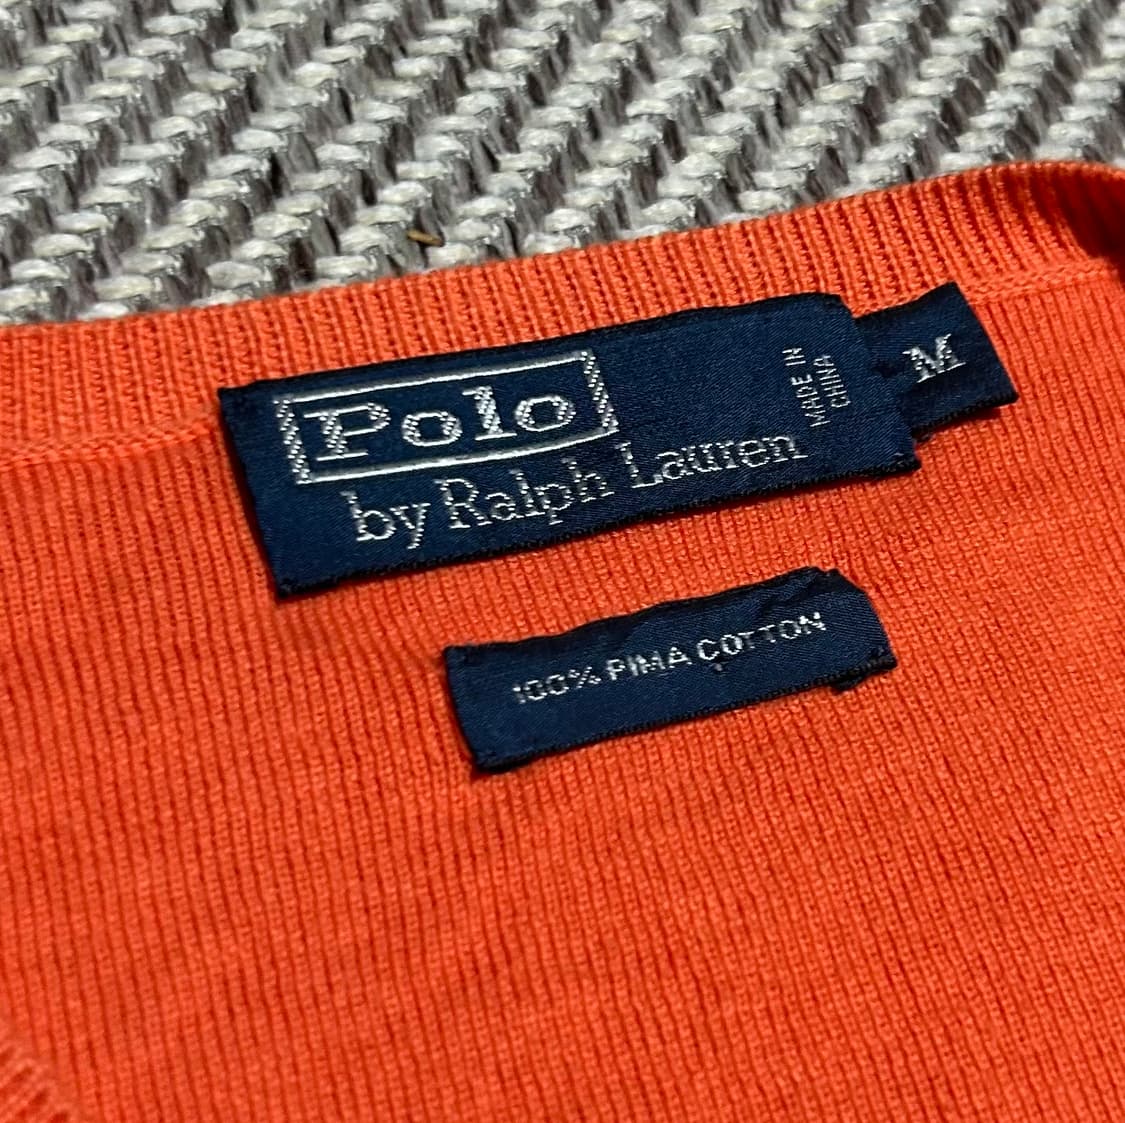 Polo
by Ralph Lauren
MADE IN
CHINA
M
100% PIMA COTTON